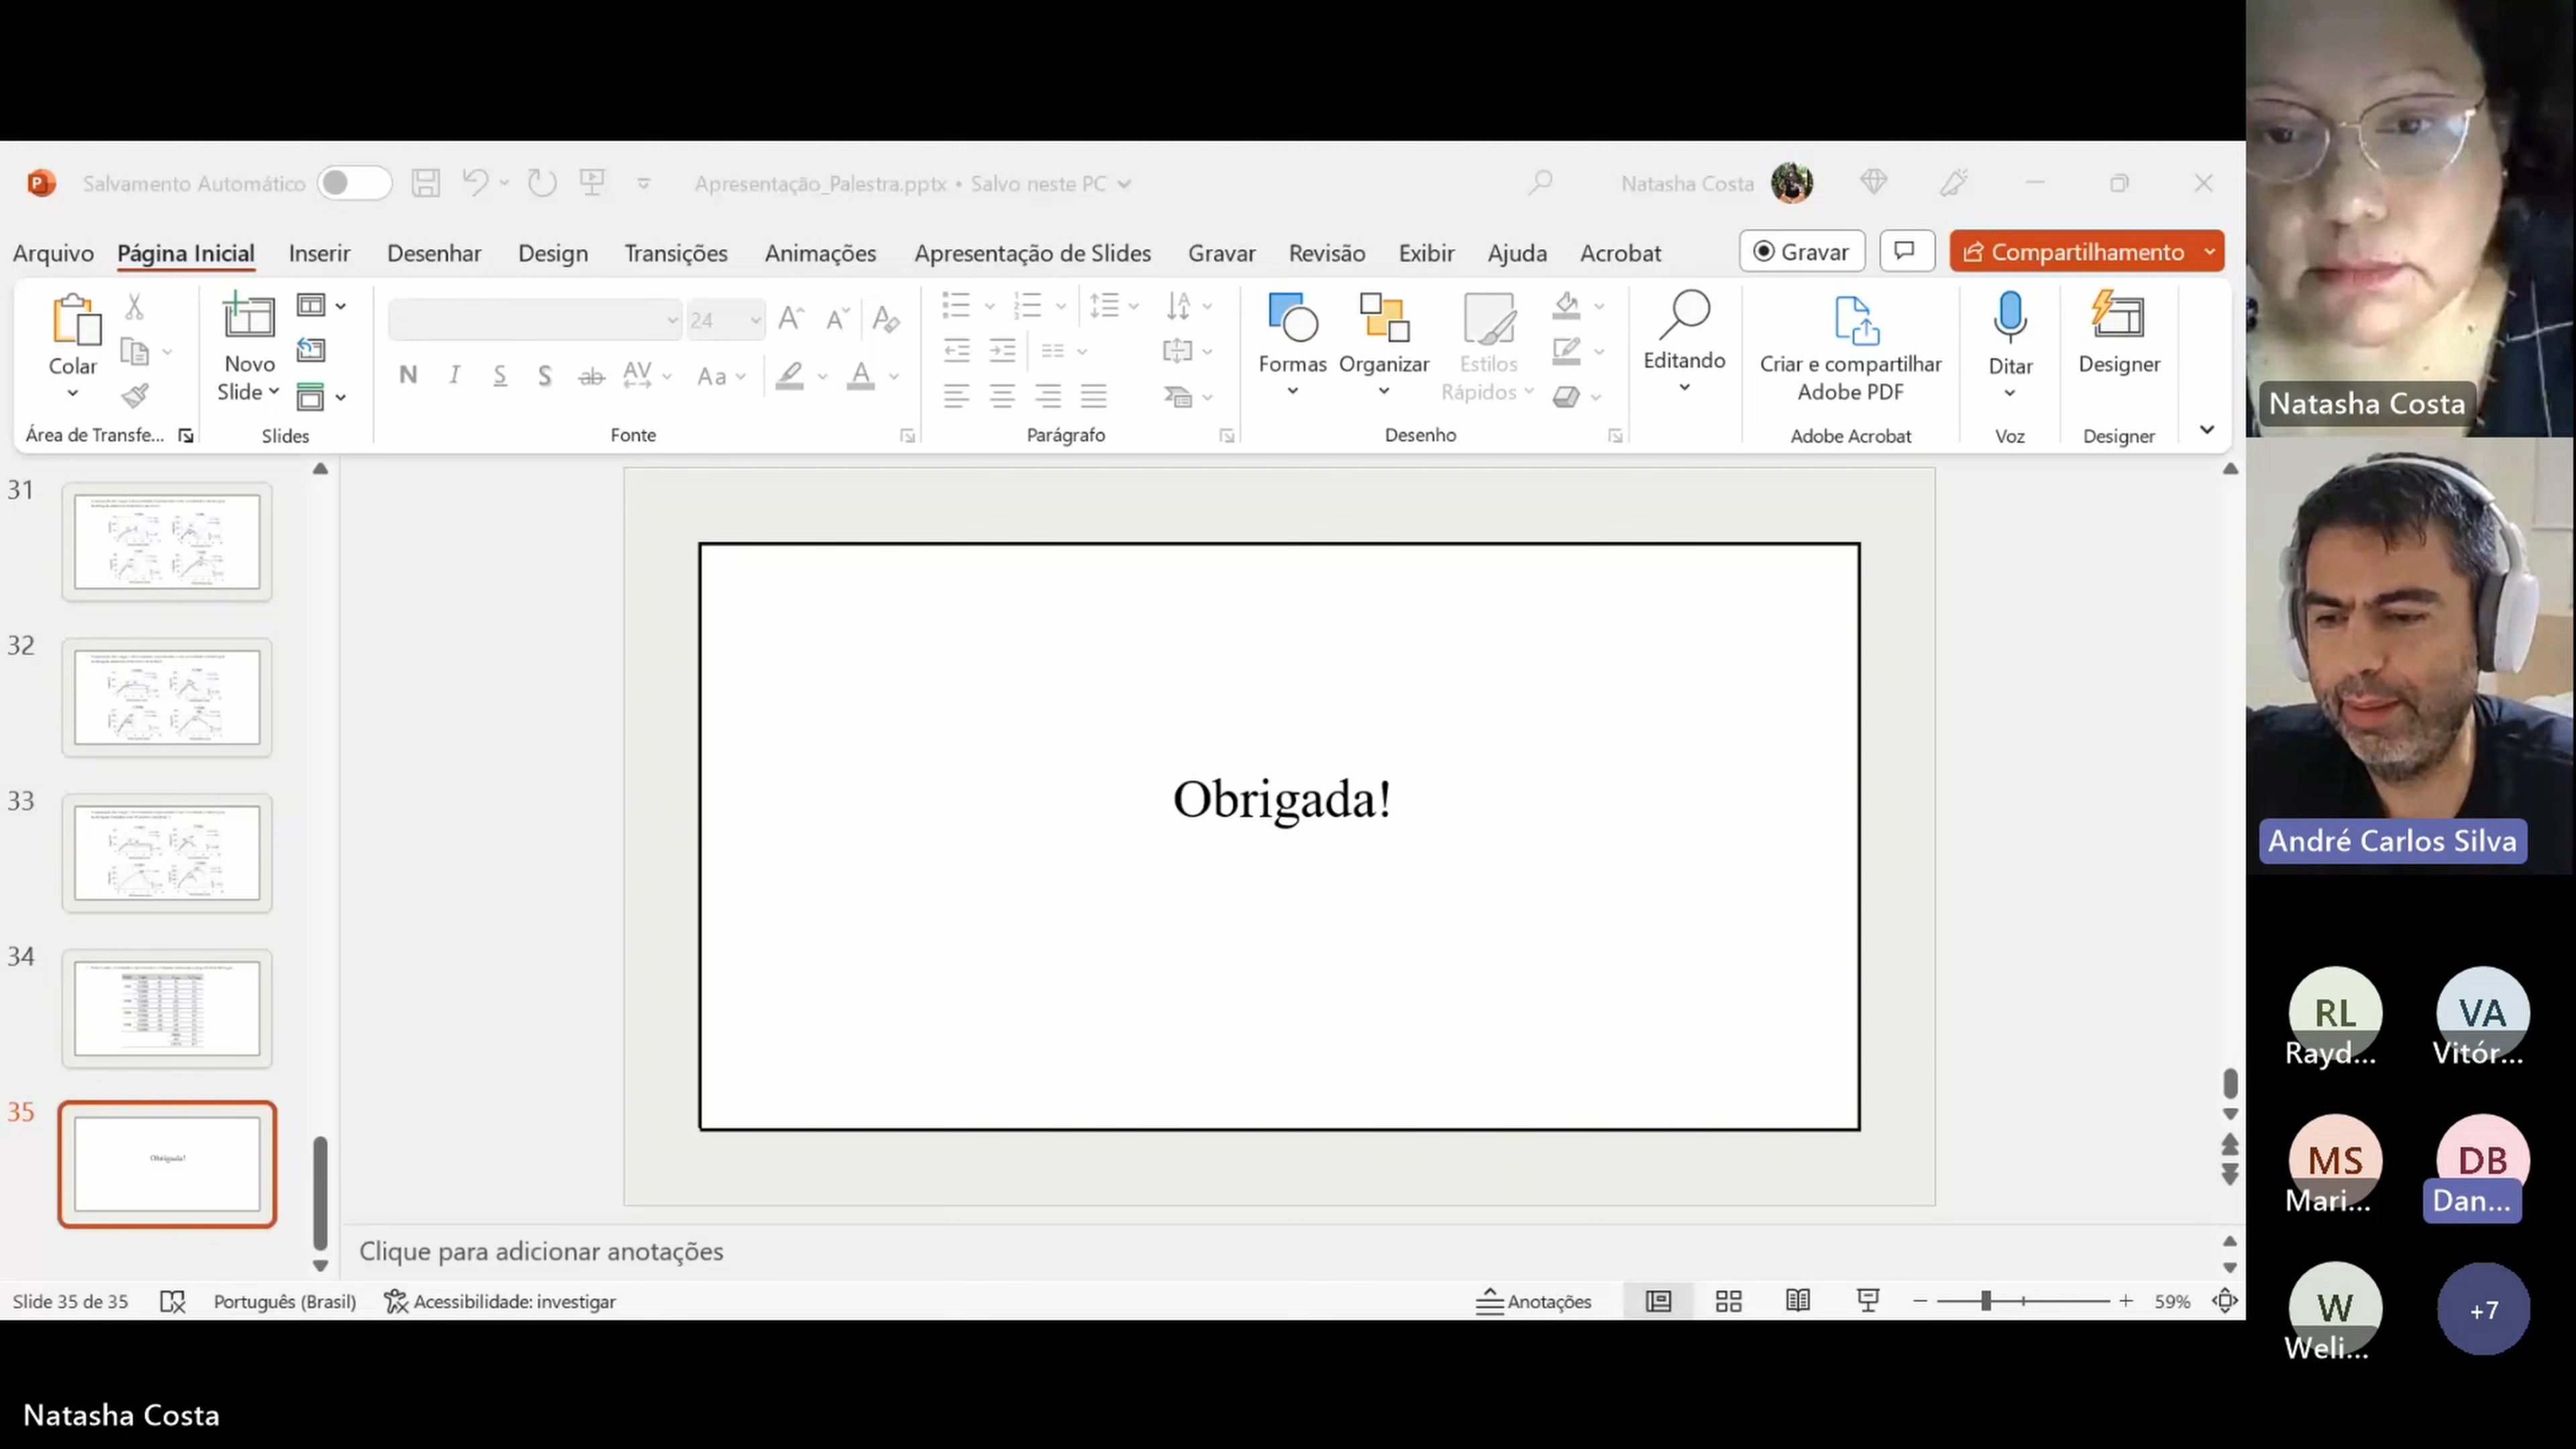 Salvamento Automático
Apresentação_Palestra.pptx • Salvo neste PC
Natasha Costa
Arquivo Página Inicial Inserir Desenhar Design Transições Animações Apresentação de Slides Gravar Revisão Exibir Ajuda Acrobat
Gravar
Compartilhamento
Colar
Novo
Slide
24
N I S S ab AV Aa A
Formas Organizar Estilos
Rápidos
Editando
Criar e compartilhar
Adobe PDF
Ditar
Designer
Área de Transfe... Slides Fonte Parágrafo Desenho Adobe Acrobat Voz Designer
31
32
33
34
35
Obrigada!
Obrigada!
Clique para adicionar anotações
Slide 35 de 35 Português (Brasil) Acessibilidade: investigar Anotações 59%
Natasha Costa
Natasha Costa
André Carlos Silva
RL
Rayd...
VA
Vitór...
MS
Mari...
DB
Dan...
W
Weli...
+7